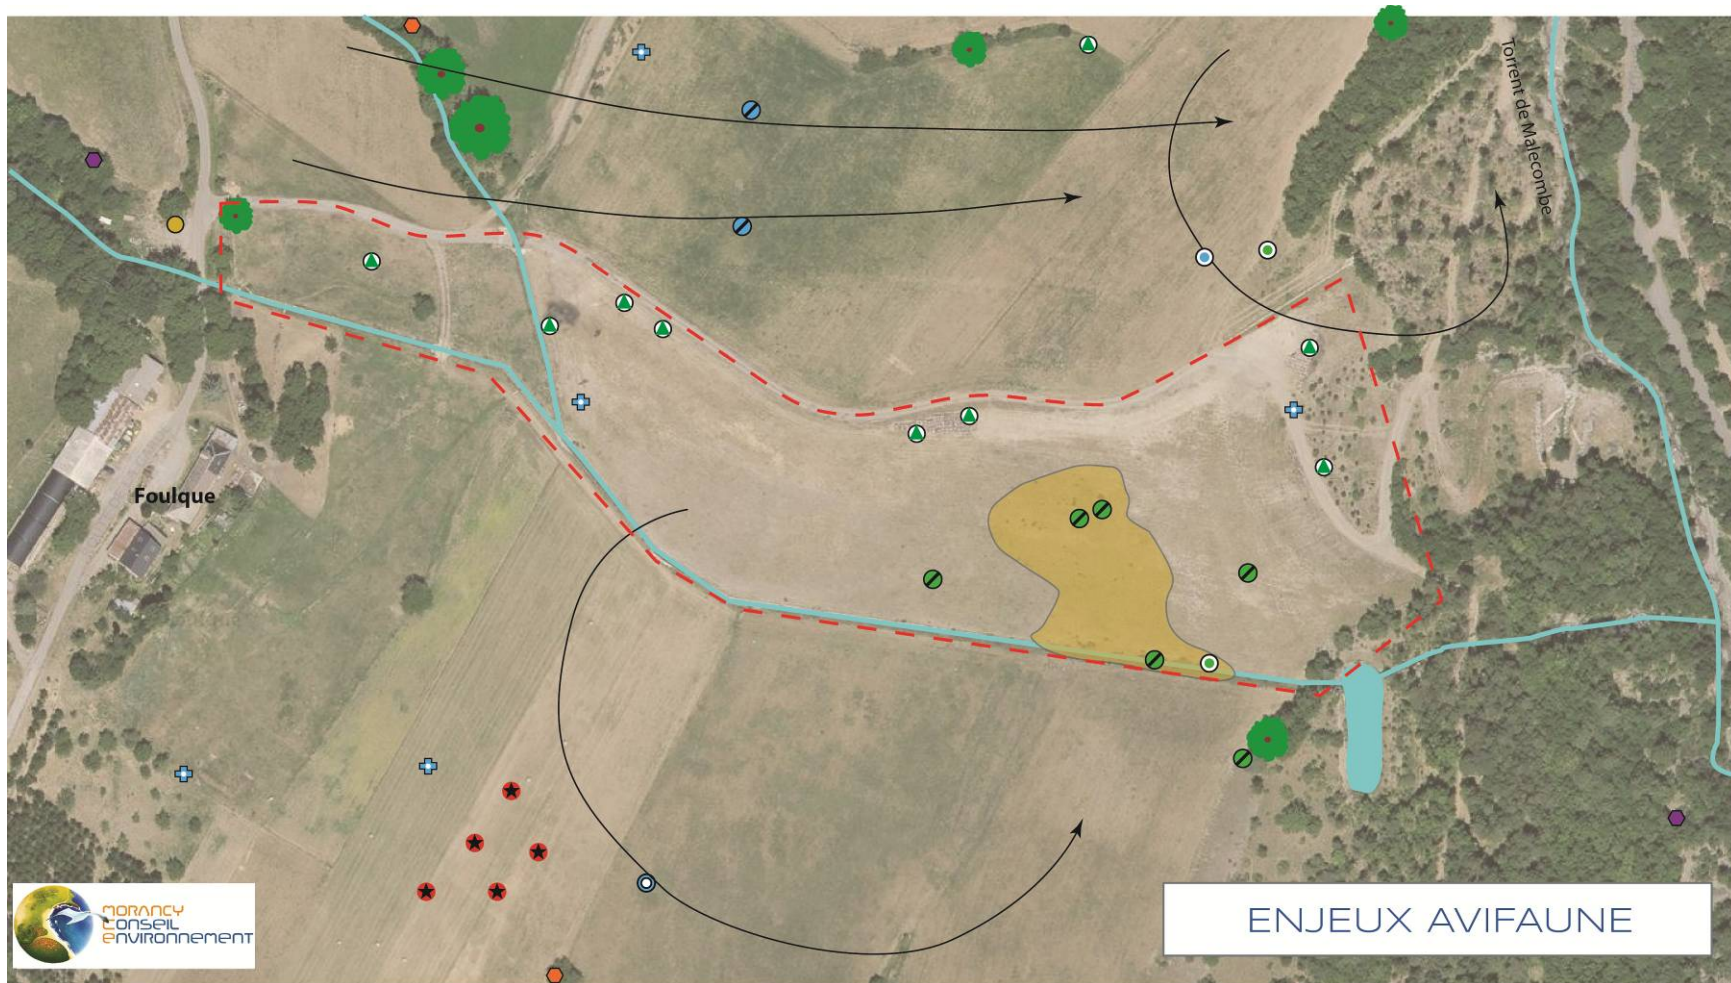 Torrent de Malecombe
Foulque
MORANCY
CONSEIL
ENVIRONNEMENT
ENJEUX AVIFAUNE